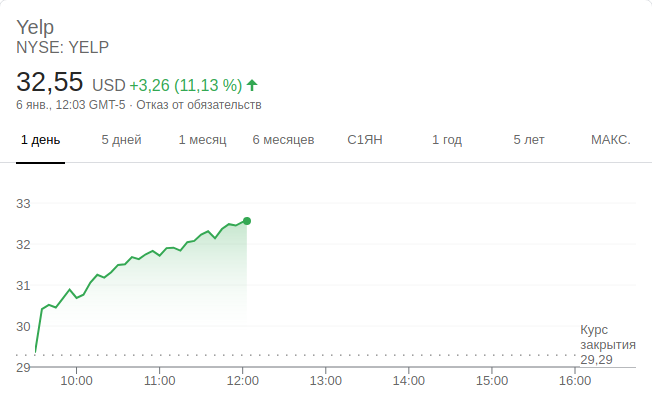 Yelp
NYSE: YELP
32,55 USD +3,26 (11,13 %)
6 янв., 12:03 GMT-5 · Отказ от обязательств
1 день 5 дней 1 месяц 6 месяцев С1ЯН 1 год 5 лет МАКС.
33
32
31
30
Курс
закрытия
29,29
29
10:00 11:00 12:00 13:00 14:00 15:00 16:00